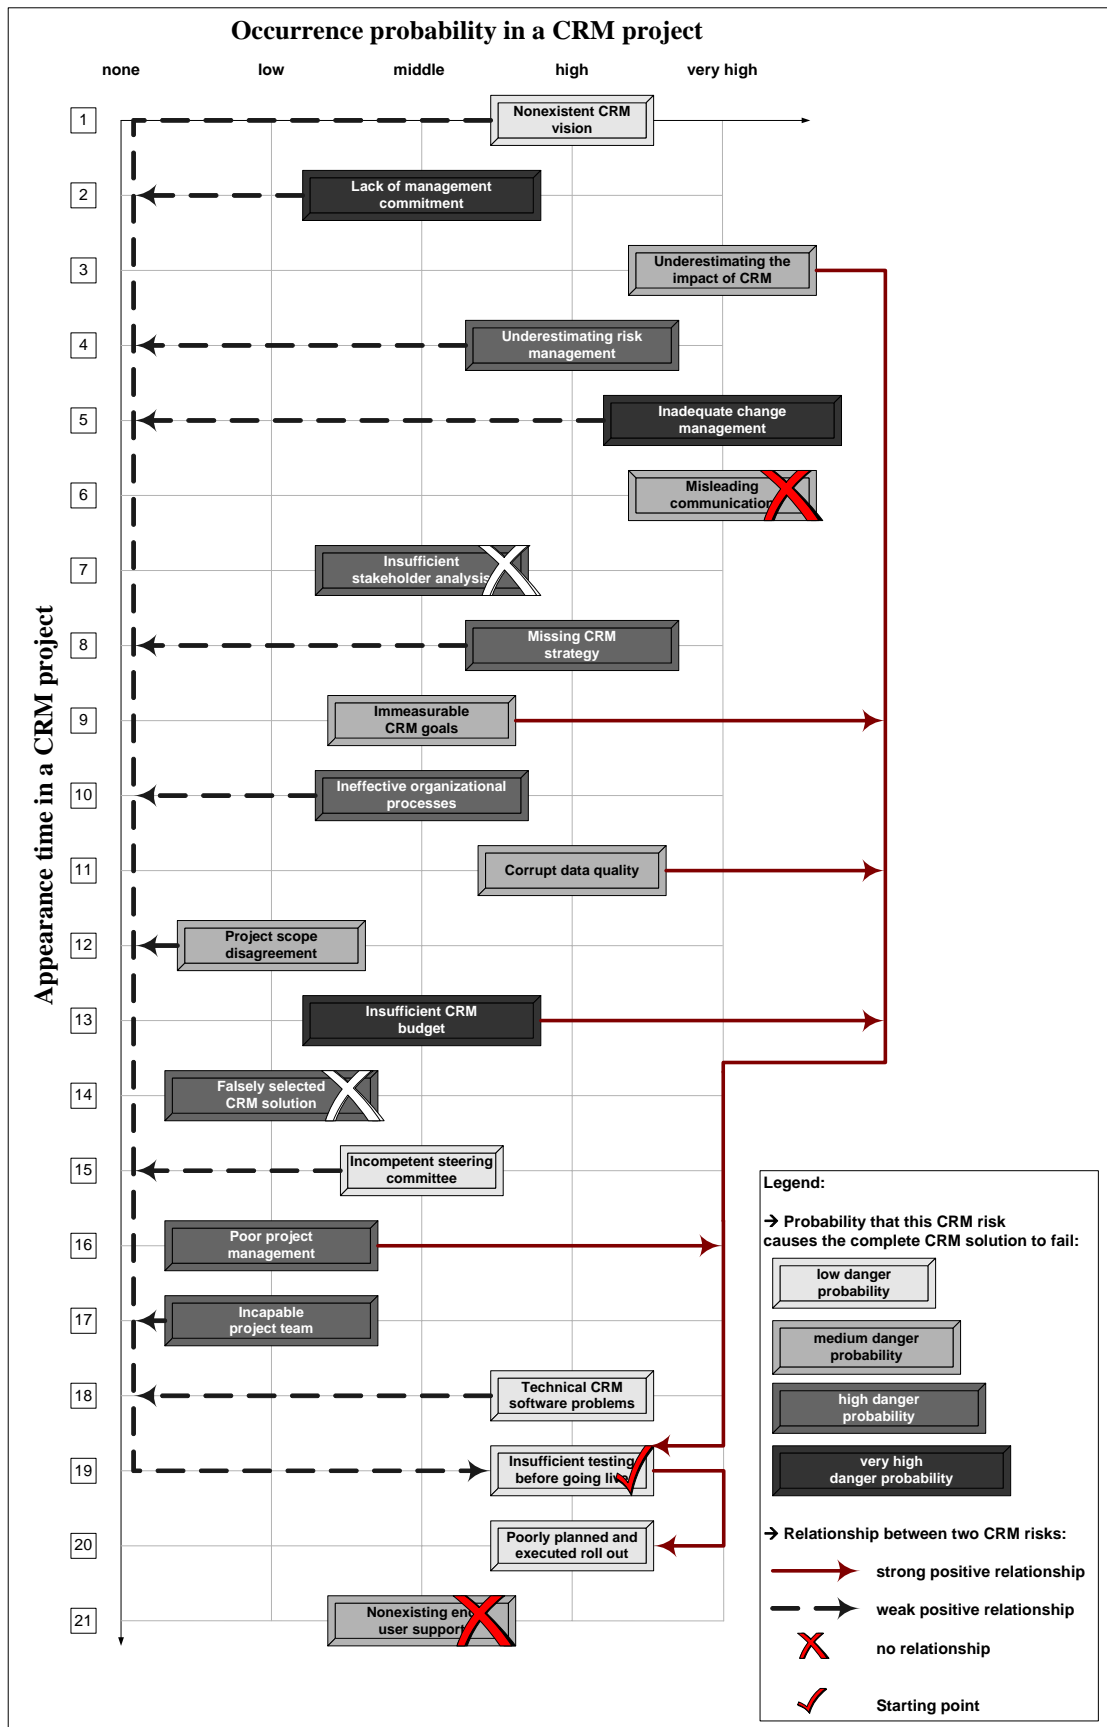 Occurrence probability in a CRM project
none low middle high very high
Appearance time in a CRM project
1
Nonexistent CRM
vision
2
Lack of management
commitment
3
Underestimating the
impact of CRM
4
Underestimating risk
management
5
Inadequate change
management
6
Misleading
communication
7
Insufficient
stakeholder analysis
8
Missing CRM
strategy
9
Immeasurable
CRM goals
10
Ineffective organizational
processes
11
Corrupt data quality
12
Project scope
disagreement
13
Insufficient CRM
budget
14
Falsely selected
CRM solution
15
Incompetent steering
committee
16
Poor project
management
17
Incapable
project team
18
Technical CRM
software problems
19
Insufficient testing
before going live
20
Poorly planned and
executed roll out
21
Nonexisting end
user support
Legend:
→ Probability that this CRM risk
causes the complete CRM solution to fail:
low danger
probability
medium danger
probability
high danger
probability
very high
danger probability
→ Relationship between two CRM risks:
strong positive relationship
weak positive relationship
no relationship
Starting point